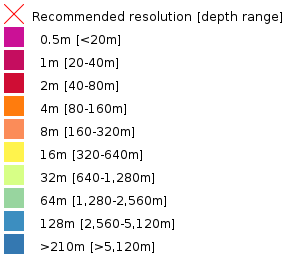 Recommended resolution [depth range]
0.5m [<20m]
1m [20-40m]
2m [40-80m]
4m [80-160m]
8m [160-320m]
16m [320-640m]
32m [640-1,280m]
64m [1,280-2,560m]
128m [2,560-5,120m]
>210m [>5,120m]